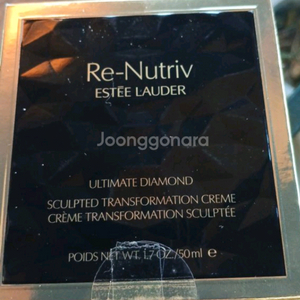 Re-Nutriv
ESTĒE LAUDER
Joonggonara
ULTIMATE DIAMOND
SCULPTED TRANSFORMATION CREME
CRÈME TRANSFORMATION SCULPTÉE
POIDS NET WT. 1.7 OZ/50ml ℮